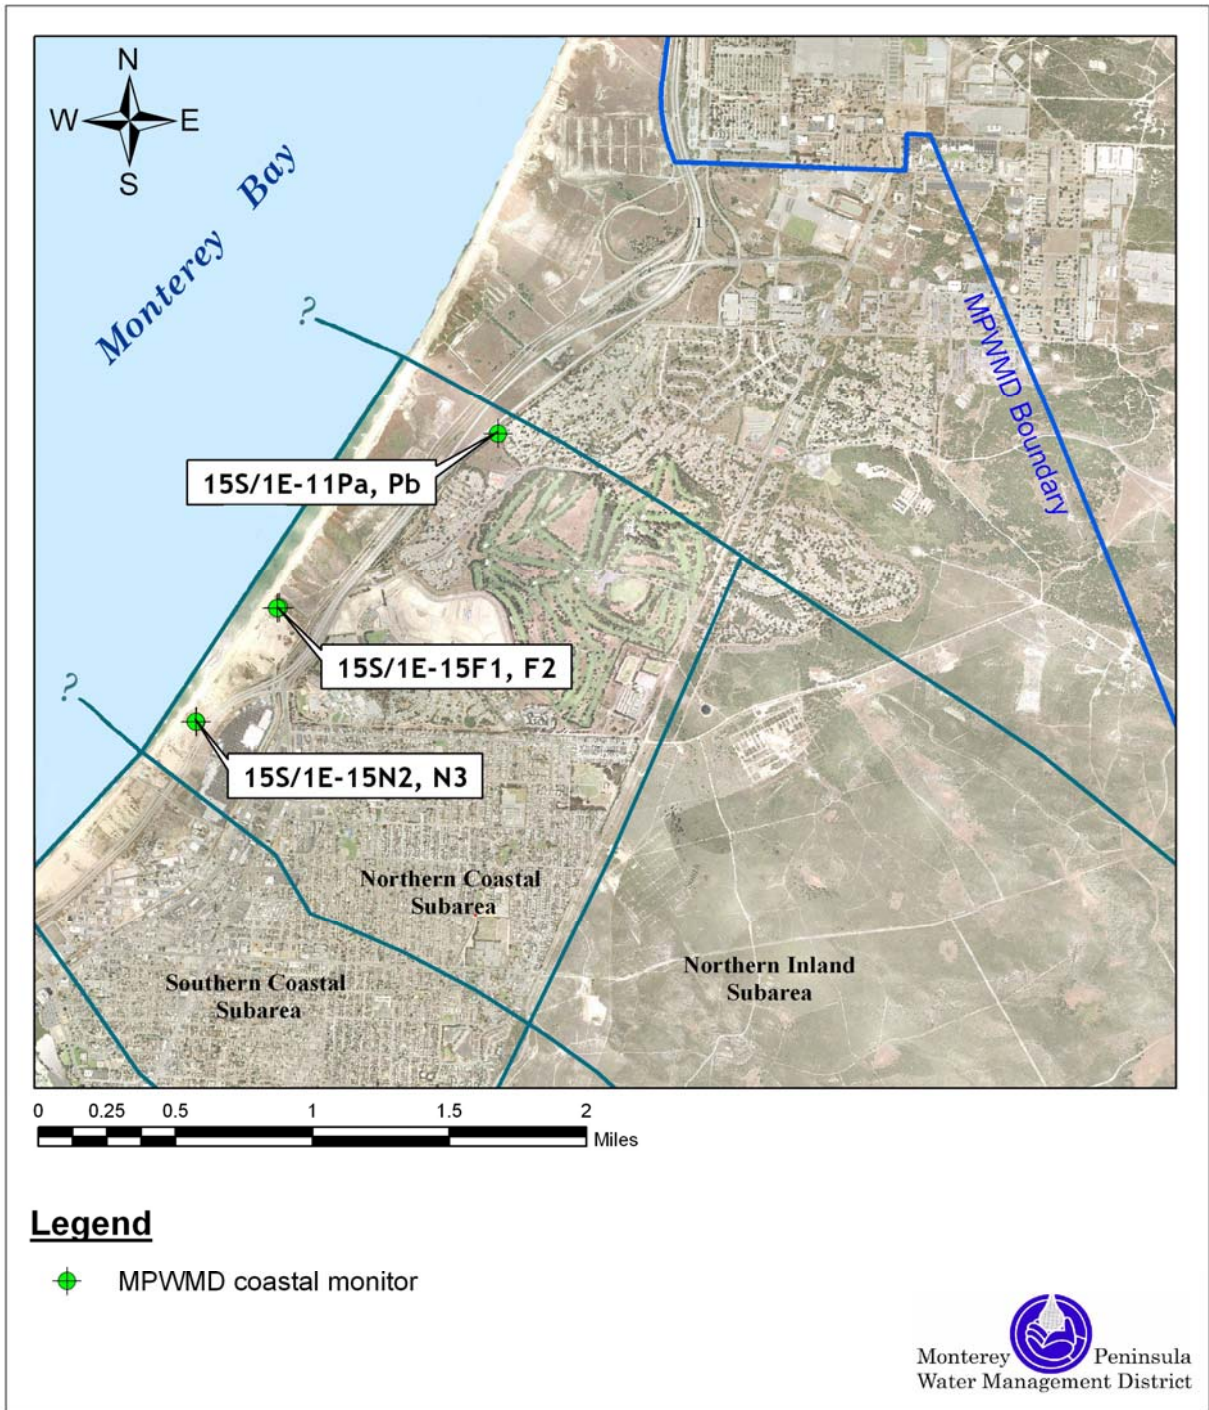 N
W E
S
Monterey Bay
1
?
MPWMD Boundary
15S/1E-11Pa, Pb
15S/1E-15F1, F2
?
15S/1E-15N2, N3
Northern Coastal
Subarea
Northern Inland
Subarea
Southern Coastal
Subarea
0 0.25 0.5 1 1.5 2
Miles
Legend
MPWMD coastal monitor
Monterey Peninsula
Water Management District